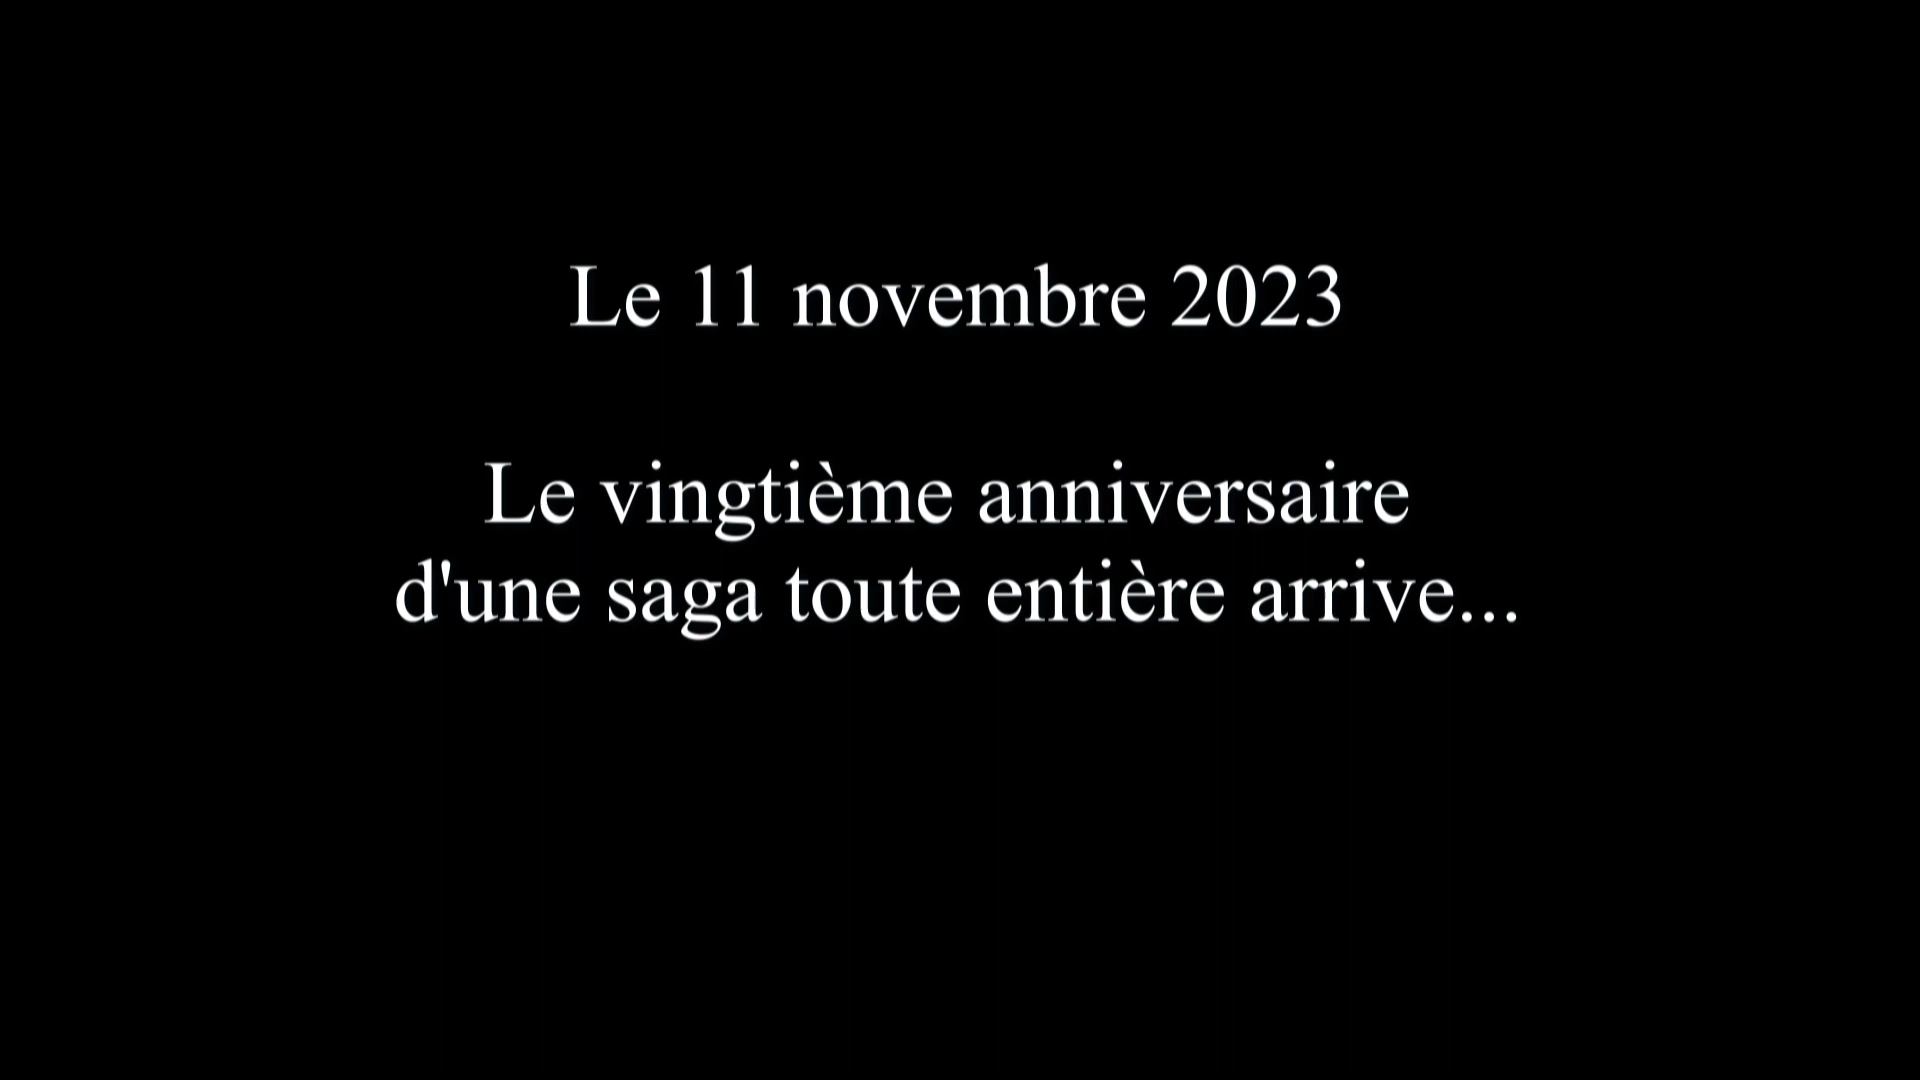 Le 11 novembre 2023
Le vingtième anniversaire
d'une saga toute entière arrive...